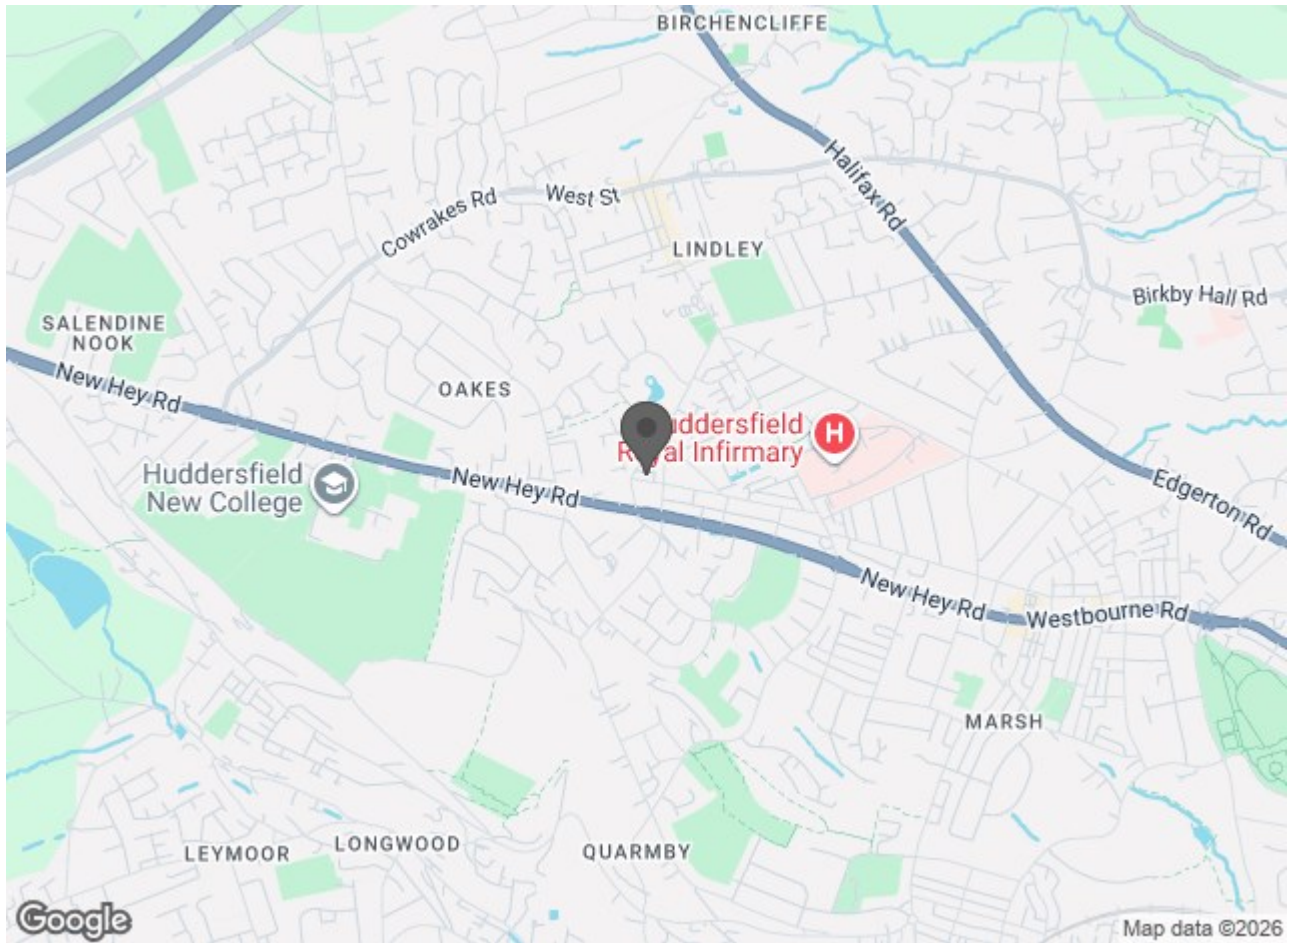 BIRCHENCLIFFE
Halifax Rd
West St
Cowrakes Rd
LINDLEY
Birkby Hall Rd
SALENDINE
NOOK
New Hey Rd
OAKES
uddersfield
Royal Infirmary
H
Huddersfield
New College
New Hey Rd
Edgerton Rd
New Hey Rd
Westbourne Rd
MARSH
LONGWOOD
LEYMOOR
QUARMBY
Google
Map data ©2026